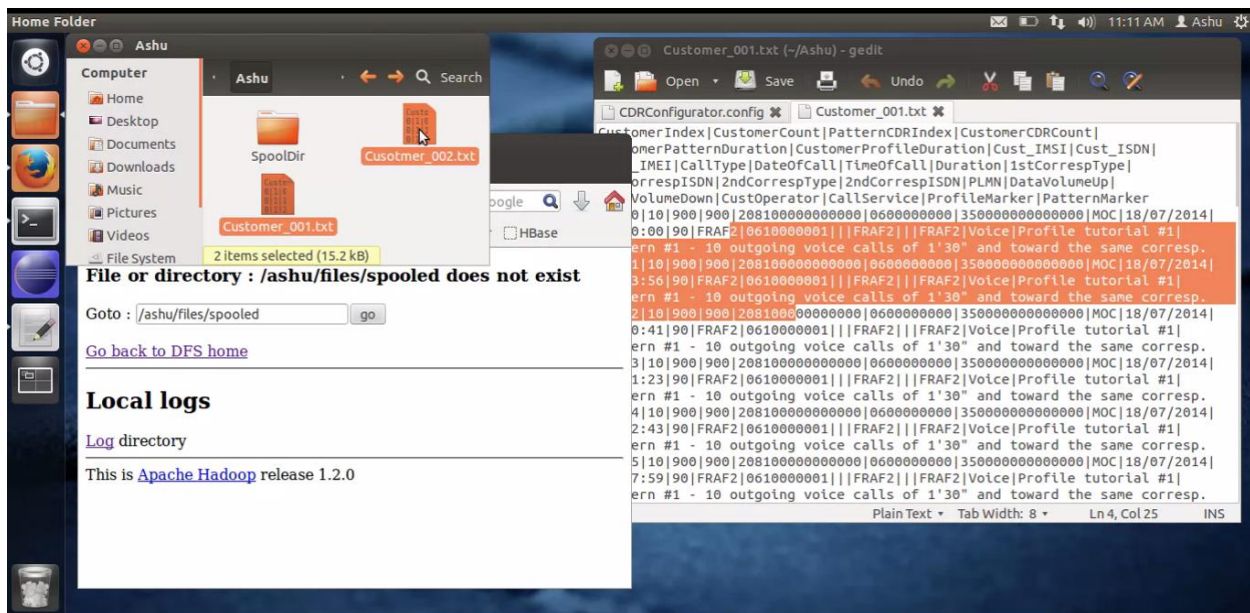 Home Folder
11:11 AM Ashu
Ashu
Computer
Home
Desktop
Documents
Downloads
Music
Pictures
Videos
File System
Ashu
Search
SpoolDir
Cusotmer_002.txt
Customer_001.txt
2 items selected (15.2 kB)
oogle
HBase
File or directory : /ashu/files/spooled does not exist
Goto : /ashu/files/spooled go
Go back to DFS home
Local logs
Log directory
This is Apache Hadoop release 1.2.0
Customer_001.txt (~/Ashu) - gedit
Open Save Undo
CDRConfigurator.config Customer_001.txt
CustomerIndex|CustomerCount|PatternCDRIndex|CustomerCDRCount|
omerPatternDuration|CustomerProfileDuration|Cust_IMSI|Cust_ISDN|
_IMEI|CallType|DateOfCall|TimeOfCall|Duration|1stCorrespType|
orrespISDN|2ndCorrespType|2ndCorrespISDN|PLMN|DataVolumeUp|
VolumeDown|CustOperator|CallService|ProfileMarker|PatternMarker
0|10|900|900|208100000000000|0600000000|350000000000000|MOC|18/07/2014|
0:00|90|FRAF2|0610000001|||FRAF2|||FRAF2|Voice|Profile tutorial #1|
ern #1 - 10 outgoing voice calls of 1'30" and toward the same corresp.
1|10|900|900|208100000000000|0600000000|350000000000000|MOC|18/07/2014|
3:56|90|FRAF2|0610000001|||FRAF2|||FRAF2|Voice|Profile tutorial #1|
ern #1 - 10 outgoing voice calls of 1'30" and toward the same corresp.
2|10|900|900|208100000000000|0600000000|350000000000000|MOC|18/07/2014|
0:41|90|FRAF2|0610000001|||FRAF2|||FRAF2|Voice|Profile tutorial #1|
ern #1 - 10 outgoing voice calls of 1'30" and toward the same corresp.
3|10|900|900|208100000000000|0600000000|350000000000000|MOC|18/07/2014|
1:23|90|FRAF2|0610000001|||FRAF2|||FRAF2|Voice|Profile tutorial #1|
ern #1 - 10 outgoing voice calls of 1'30" and toward the same corresp.
4|10|900|900|208100000000000|0600000000|350000000000000|MOC|18/07/2014|
2:43|90|FRAF2|0610000001|||FRAF2|||FRAF2|Voice|Profile tutorial #1|
ern #1 - 10 outgoing voice calls of 1'30" and toward the same corresp.
5|10|900|900|208100000000000|0600000000|350000000000000|MOC|18/07/2014|
7:59|90|FRAF2|0610000001|||FRAF2|||FRAF2|Voice|Profile tutorial #1|
ern #1 - 10 outgoing voice calls of 1'30" and toward the same corresp.
Plain Text Tab Width: 8 Ln 4, Col 25 INS